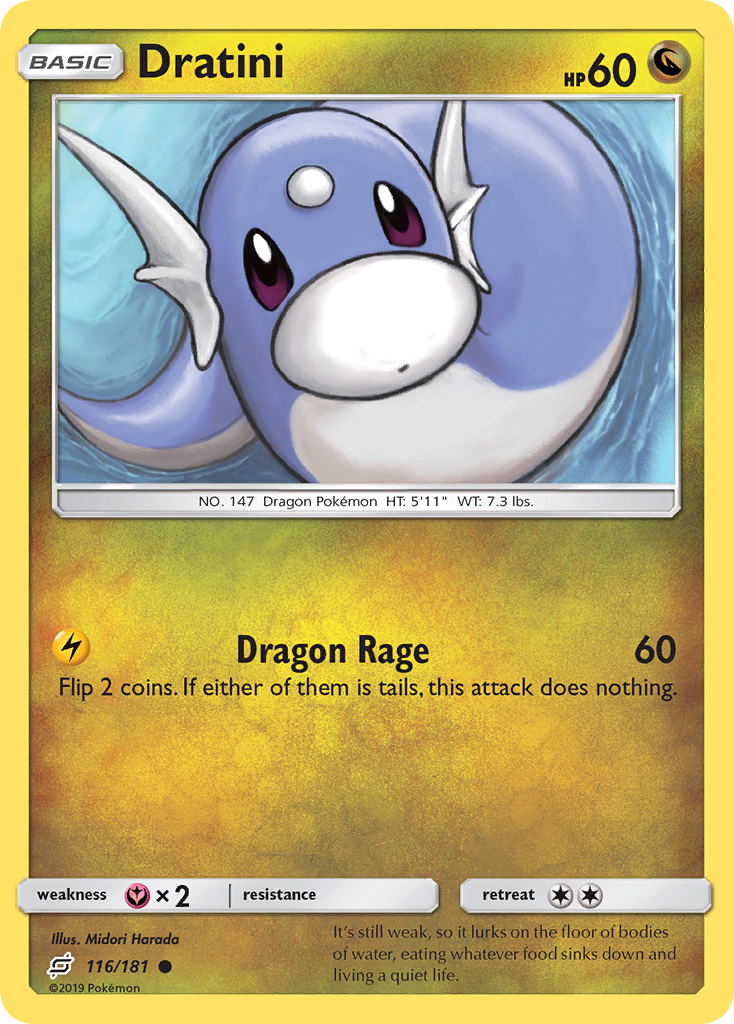 BASIC Dratini HP60
NO. 147 Dragon Pokémon HT: 5'11" WT: 7.3 lbs.
Dragon Rage 60
Flip 2 coins. If either of them is tails, this attack does nothing.
weakness × 2 resistance retreat
Illus. Midori Harada
116/181
©2019 Pokémon
It's still weak, so it lurks on the floor of bodies
of water, eating whatever food sinks down and
living a quiet life.